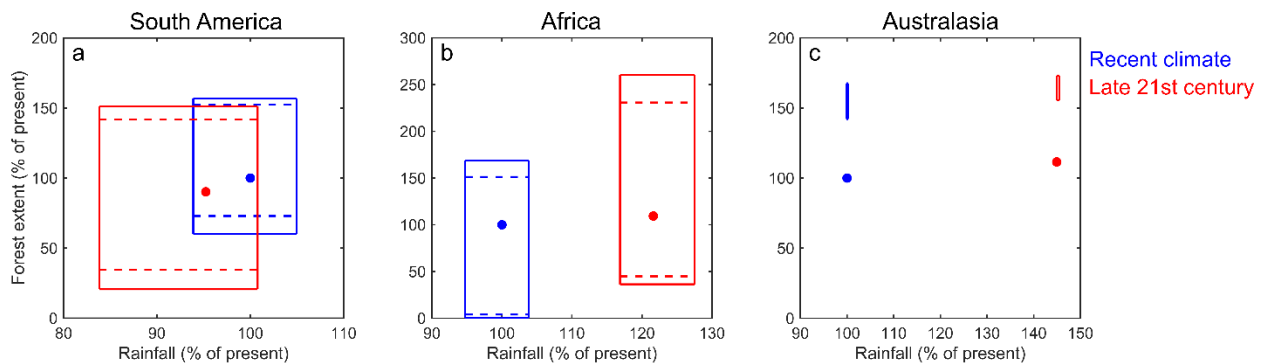 South America
a
Forest extent (% of present)
200
150
100
50
0
80
90
100
110
Rainfall (% of present)
Africa
b
300
250
200
150
100
50
0
90
100
110
120
130
Rainfall (% of present)
Australasia
c
200
150
100
50
0
90
100
110
120
130
140
150
Rainfall (% of present)
Recent climate
Late 21st century